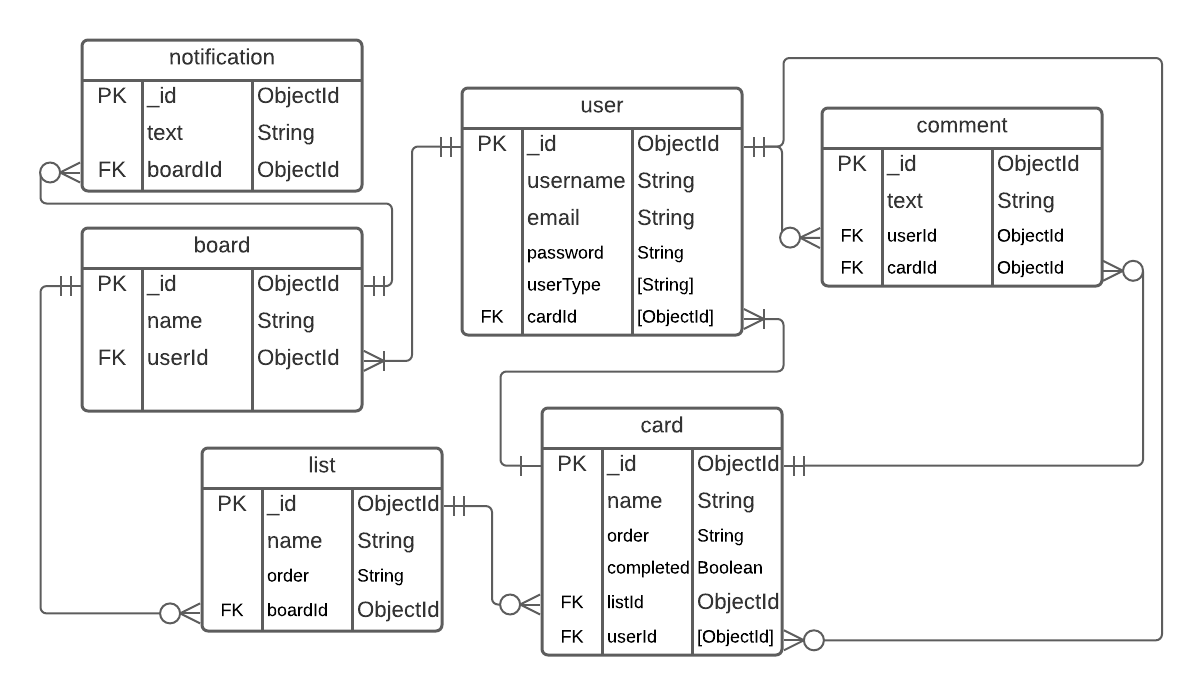 notification
PK _id ObjectId
text String
FK boardId ObjectId
user
PK _id ObjectId
username String
email String
password String
userType [String]
FK cardId [ObjectId]
comment
PK _id ObjectId
text String
FK userId ObjectId
FK cardId ObjectId
board
PK _id ObjectId
name String
FK userId ObjectId
list
PK _id ObjectId
name String
order String
FK boardId ObjectId
card
PK _id ObjectId
name String
order String
completed Boolean
FK listId ObjectId
FK userId [ObjectId]